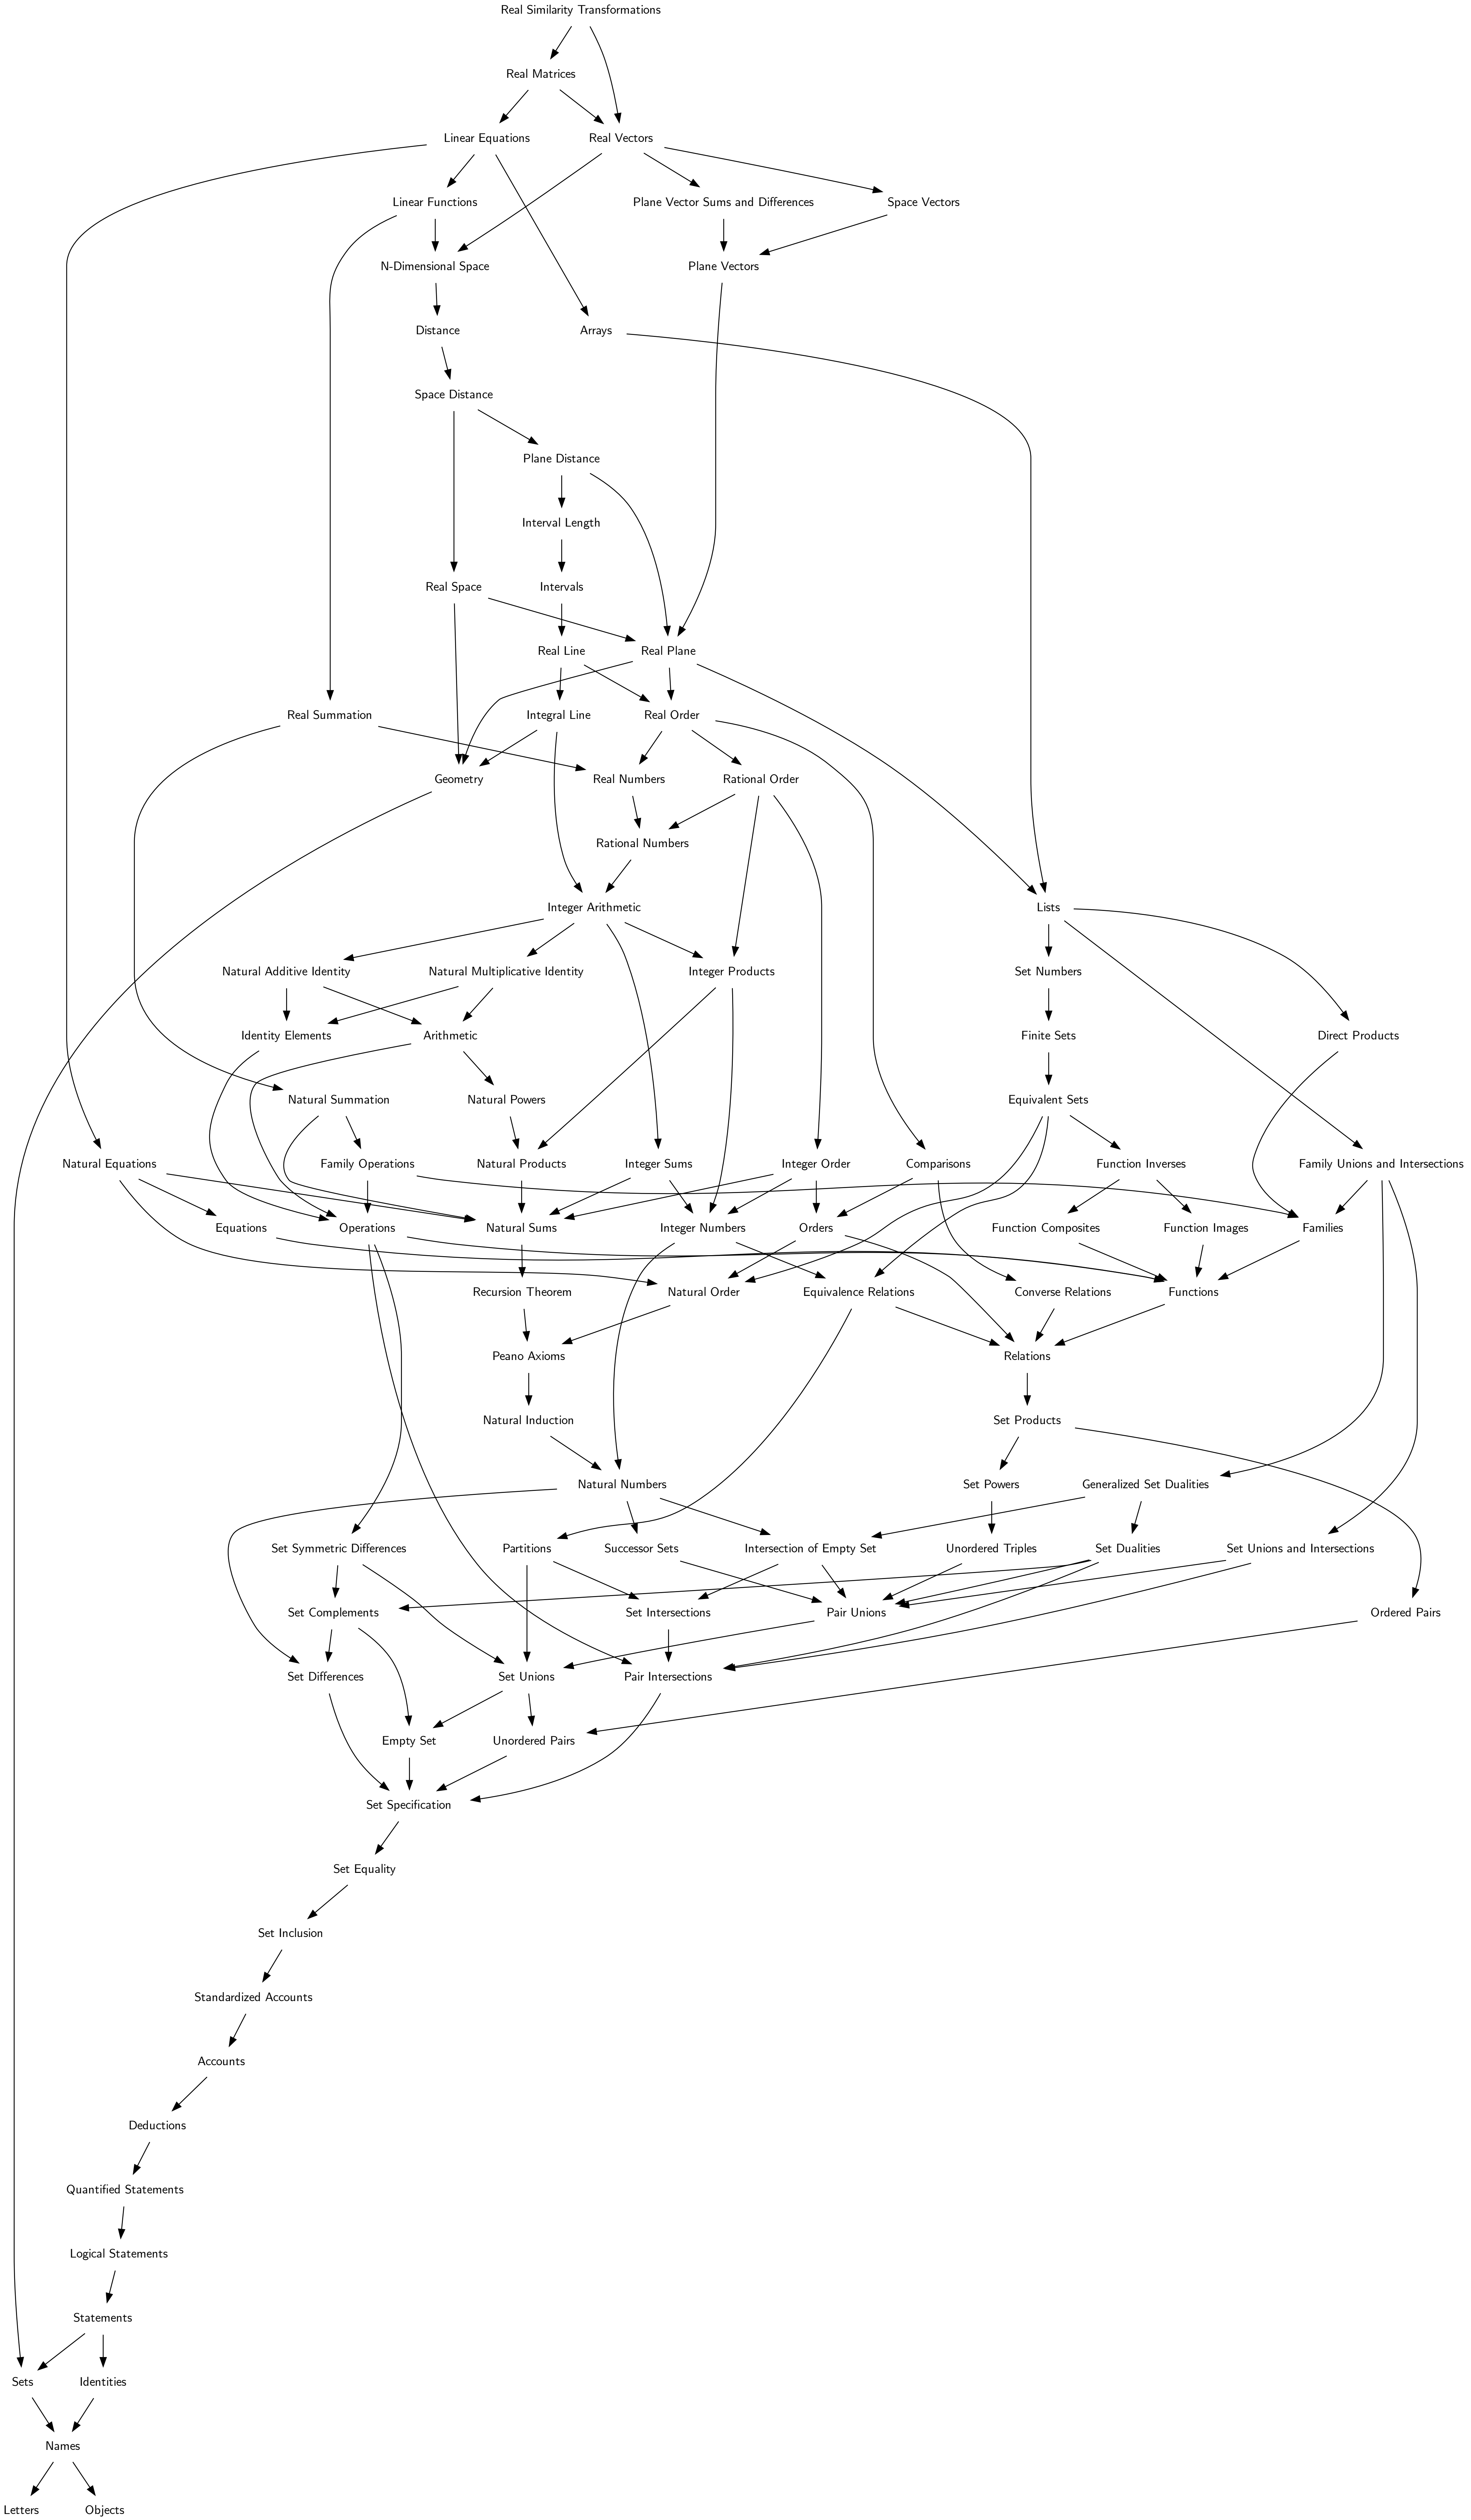 Real Similarity Transformations
Real Matrices
Linear Equations
Real Vectors
Linear Functions
Plane Vector Sums and Differences
Space Vectors
N-Dimensional Space
Plane Vectors
Distance
Arrays
Space Distance
Plane Distance
Interval Length
Real Space
Intervals
Real Line
Real Plane
Real Summation
Integral Line
Real Order
Geometry
Real Numbers
Rational Order
Rational Numbers
Integer Arithmetic
Lists
Natural Additive Identity
Natural Multiplicative Identity
Integer Products
Set Numbers
Identity Elements
Arithmetic
Finite Sets
Direct Products
Natural Summation
Natural Powers
Equivalent Sets
Natural Equations
Family Operations
Natural Products
Integer Sums
Integer Order
Comparisons
Function Inverses
Family Unions and Intersections
Equations
Operations
Natural Sums
Integer Numbers
Orders
Function Composites
Function Images
Families
Recursion Theorem
Natural Order
Equivalence Relations
Converse Relations
Functions
Peano Axioms
Relations
Natural Induction
Set Products
Natural Numbers
Set Powers
Generalized Set Dualities
Set Symmetric Differences
Partitions
Successor Sets
Intersection of Empty Set
Unordered Triples
Set Dualities
Set Unions and Intersections
Set Complements
Set Intersections
Pair Unions
Ordered Pairs
Set Differences
Set Unions
Pair Intersections
Empty Set
Unordered Pairs
Set Specification
Set Equality
Set Inclusion
Standardized Accounts
Accounts
Deductions
Quantified Statements
Logical Statements
Statements
Sets
Identities
Names
Letters
Objects